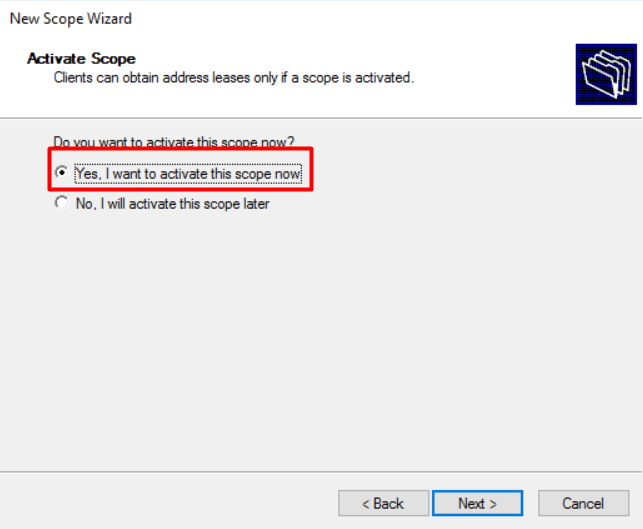 New Scope Wizard
Activate Scope
Clients can obtain address leases only if a scope is activated.
Do you want to activate this scope now?
Yes, I want to activate this scope now
No, I will activate this scope later
< Back Next > Cancel